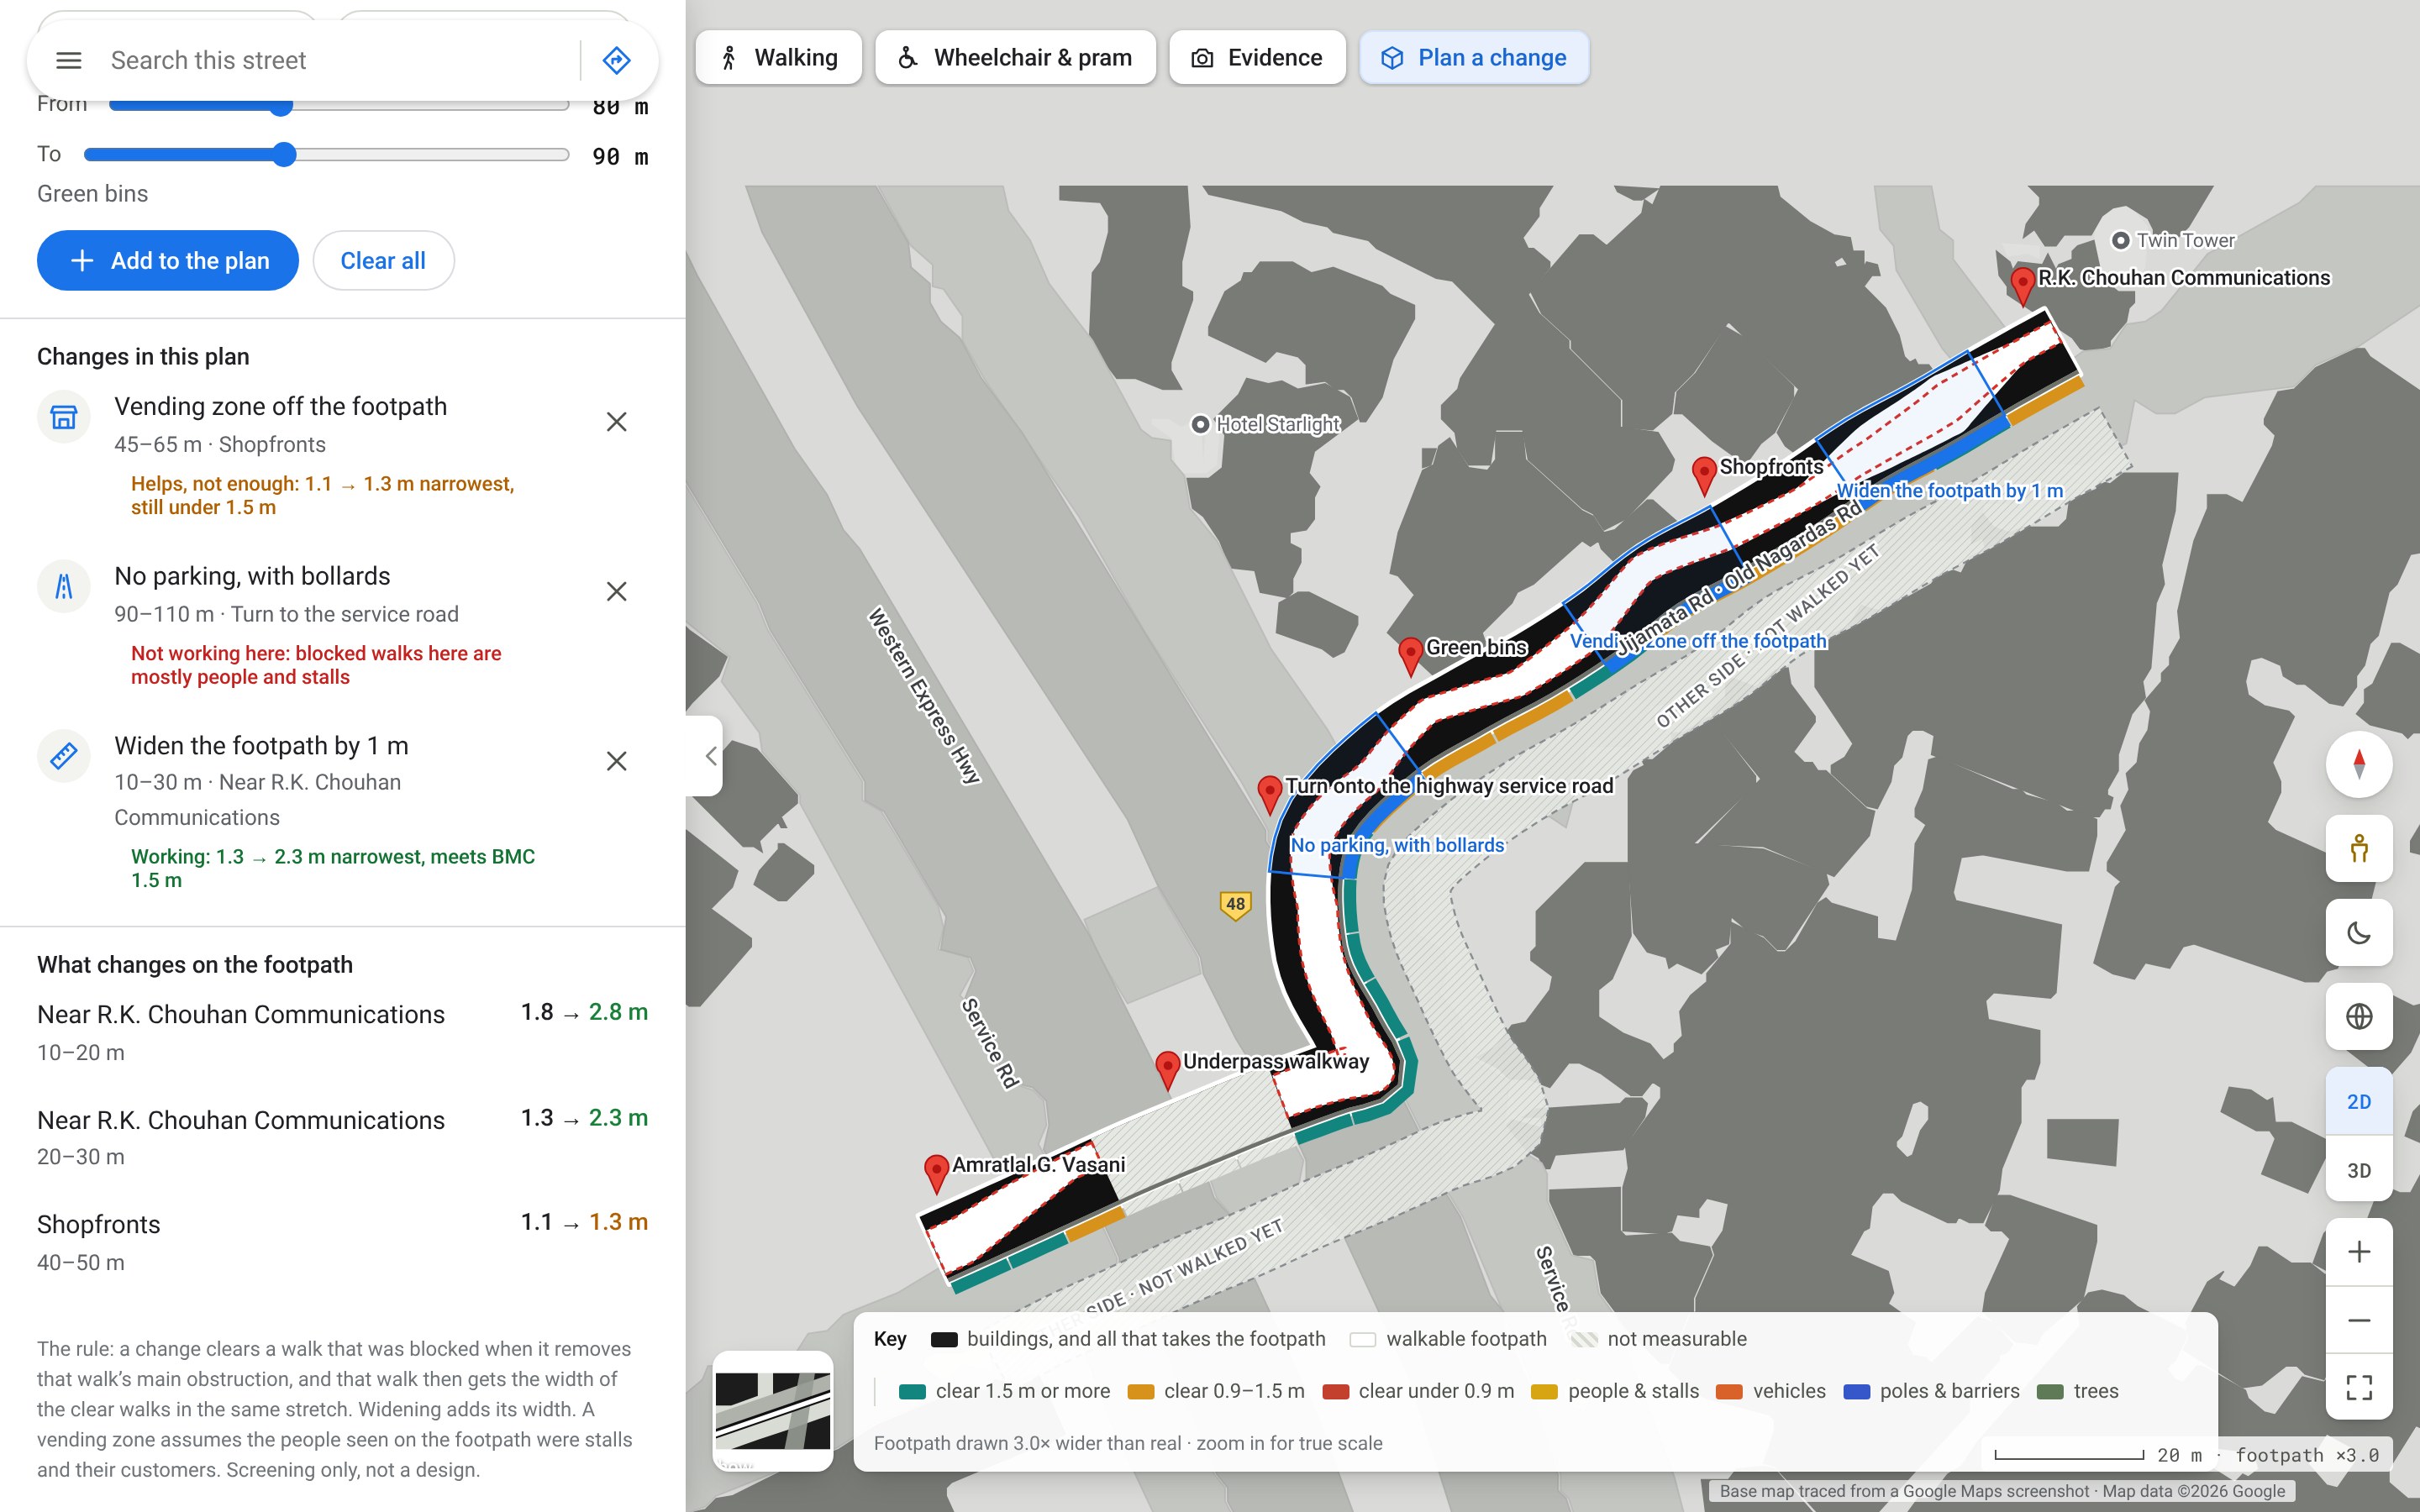 Search this street
From
80 m
To
90 m
Green bins
Add to the plan
Clear all
Changes in this plan
Vending zone off the footpath
45–65 m · Shopfronts
Helps, not enough: 1.1 → 1.3 m narrowest,
still under 1.5 m
No parking, with bollards
90–110 m · Turn to the service road
Not working here: blocked walks here are
mostly people and stalls
Widen the footpath by 1 m
10–30 m · Near R.K. Chouhan
Communications
Working: 1.3 → 2.3 m narrowest, meets BMC
1.5 m
What changes on the footpath
Near R.K. Chouhan Communications
1.8 → 2.8 m
10–20 m
Near R.K. Chouhan Communications
1.3 → 2.3 m
20–30 m
Shopfronts
1.1 → 1.3 m
40–50 m
The rule: a change clears a walk that was blocked when it removes
that walk’s main obstruction, and that walk then gets the width of
the clear walks in the same stretch. Widening adds its width. A
vending zone assumes the people seen on the footpath were stalls
and their customers. Screening only, not a design.
Walking
Wheelchair & pram
Evidence
Plan a change
Twin Tower
R.K. Chouhan Communications
Hotel Starlight
Shopfronts
Widen the footpath by 1 m
Jijamata Rd · Old Nagardas Rd
OTHER SIDE · NOT WALKED YET
Green bins
Vending zone off the footpath
Western Express Hwy
Turn onto the highway service road
No parking, with bollards
48
Service Rd
Underpass walkway
Amratlal G. Vasani
SIDE · NOT WALKED YET
Service
2D
3D
Key
buildings, and all that takes the footpath
walkable footpath
not measurable
clear 1.5 m or more
clear 0.9–1.5 m
clear under 0.9 m
people & stalls
vehicles
poles & barriers
trees
Footpath drawn 3.0× wider than real · zoom in for true scale
20 m · footpath ×3.0
Base map traced from a Google Maps screenshot · Map data ©2026 Google